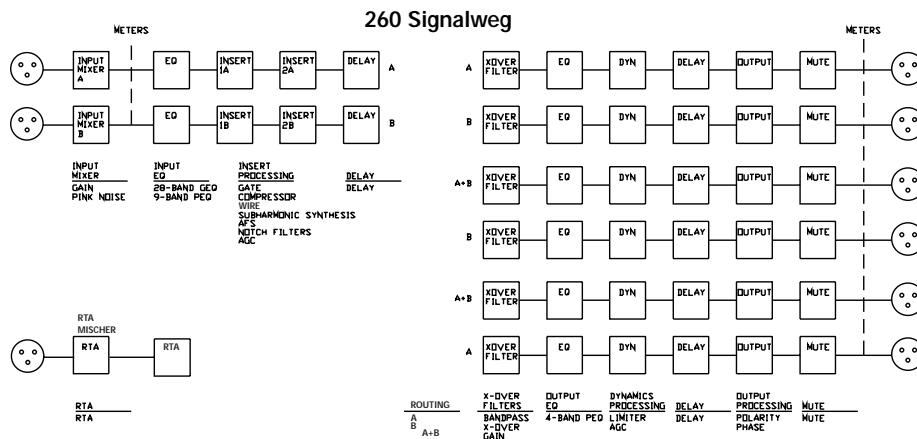 260 Signalweg
METERS
INPUT MIXER A
EQ
INSERT 1A
INSERT 2A
DELAY
A
INPUT MIXER B
EQ
INSERT 1B
INSERT 2B
DELAY
B
INPUT MIXER
GAIN
PINK NOISE
INPUT EQ
28-BAND GEQ
9-BAND PEQ
INSERT PROCESSING
GATE
COMPRESSOR
WIRE
SUBHARMONIC SYNTHESIS
AFS
NOTCH FILTERS
AGC
DELAY
DELAY
RTA
MISCHER
RTA
RTA
RTA
RTA
METERS
A
XOVER FILTER
EQ
DYN
DELAY
OUTPUT
MUTE
B
XOVER FILTER
EQ
DYN
DELAY
OUTPUT
MUTE
A+B
XOVER FILTER
EQ
DYN
DELAY
OUTPUT
MUTE
B
XOVER FILTER
EQ
DYN
DELAY
OUTPUT
MUTE
A+B
XOVER FILTER
EQ
DYN
DELAY
OUTPUT
MUTE
A
XOVER FILTER
EQ
DYN
DELAY
OUTPUT
MUTE
ROUTING
A
B
A+B
X-OVER FILTERS
BANDPASS
X-OVER
GAIN
OUTPUT EQ
4-BAND PEQ
DYNAMICS PROCESSING
LIMITER
AGC
DELAY
DELAY
OUTPUT PROCESSING
POLARITY
PHASE
MUTE
MUTE